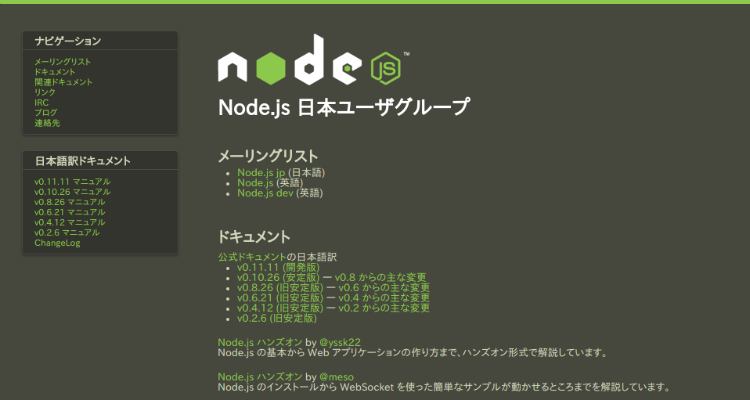 ナビゲーション
メーリングリスト
ドキュメント
関連ドキュメント
リンク
IRC
ブログ
連絡先
日本語訳ドキュメント
v0.11.11 マニュアル
v0.10.26 マニュアル
v0.8.26 マニュアル
v0.6.21 マニュアル
v0.4.12 マニュアル
v0.2.6 マニュアル
ChangeLog
node JS ™
Node.js 日本ユーザグループ
メーリングリスト
Node.js jp (日本語)
Node.js (英語)
Node.js dev (英語)
ドキュメント
公式ドキュメントの日本語訳
v0.11.11 (開発版)
v0.10.26 (安定版) ー v0.8 からの主な変更
v0.8.26 (旧安定版) ー v0.6 からの主な変更
v0.6.21 (旧安定版) ー v0.4 からの主な変更
v0.4.12 (旧安定版) ー v0.2 からの主な変更
v0.2.6 (旧安定版)
Node.js ハンズオン by @yssk22
Node.js の基本から Web アプリケーションの作り方まで、ハンズオン形式で解説しています。
Node.js ハンズオン by @meso
Node.js のインストールから WebSocket を使った簡単なサンプルが動かせるところまでを解説しています。